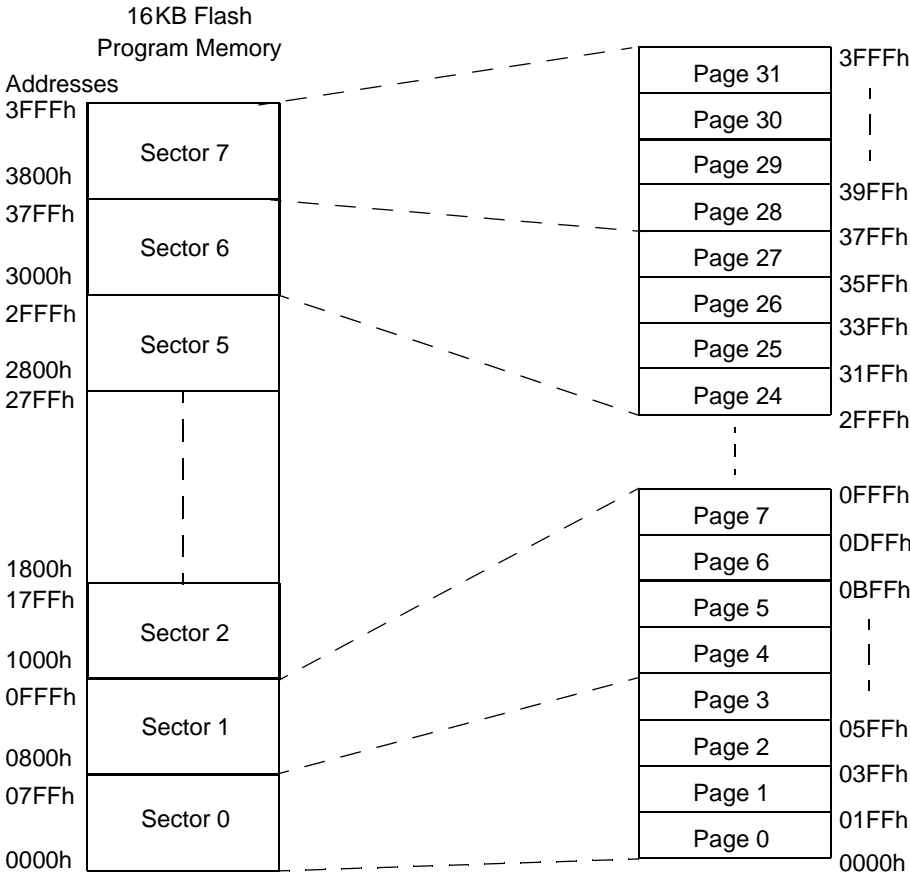 16KB Flash
Program Memory
Addresses
3FFFh
Sector 7
3800h
37FFh
Sector 6
3000h
2FFFh
Sector 5
2800h
27FFh
1800h
17FFh
Sector 2
1000h
0FFFh
Sector 1
0800h
07FFh
Sector 0
0000h
3FFFh
Page 31
Page 30
Page 29
39FFh
Page 28
37FFh
Page 27
35FFh
Page 26
33FFh
Page 25
31FFh
Page 24
2FFFh
0FFFh
Page 7
0DFFh
Page 6
0BFFh
Page 5
Page 4
Page 3
05FFh
Page 2
03FFh
Page 1
01FFh
Page 0
0000h